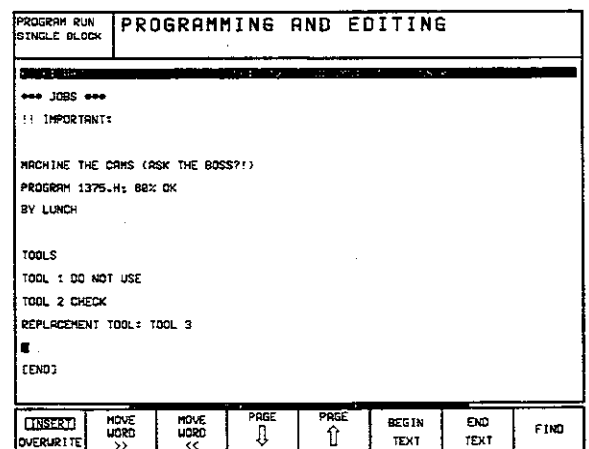 PROGRAM RUN
SINGLE BLOCK
PROGRAMMING AND EDITING
*** JOBS ***
!! IMPORTANT:
MACHINE THE CAMS (ASK THE BOSS?!)
PROGRAM 1375.H; 80% OK
BY LUNCH
TOOLS
TOOL 1 DO NOT USE
TOOL 2 CHECK
REPLACEMENT TOOL: TOOL 3
[END]
INSERT
OVERWRITE
MOVE
WORD
>>
MOVE
WORD
<<
PAGE
⇩
PAGE
⇧
BEGIN
TEXT
END
TEXT
FIND